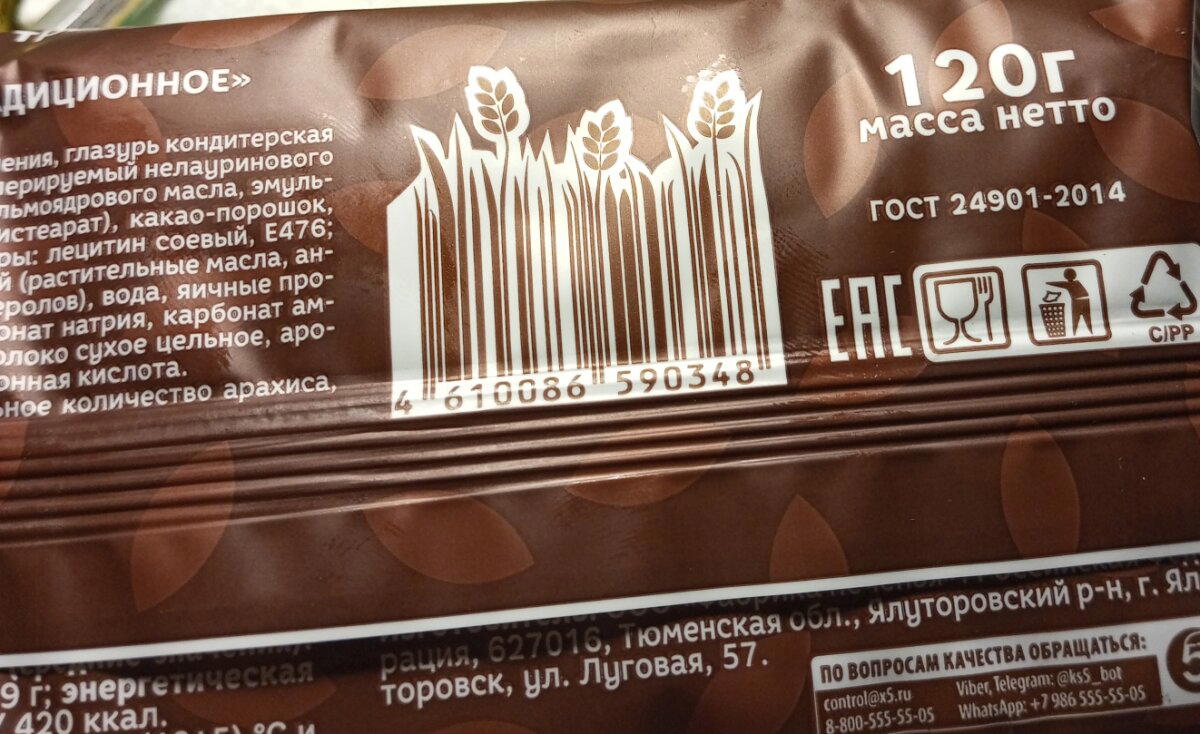 ДИЦИОННОЕ»
ения, глазурь кондитерская
ерируемый нелауринового
льмоядрового масла, эмуль-
истеарат), какао-порошок,
ры: лецитин соевый, Е476;
й (растительные масла, ан-
еролов), вода, яичные про-
онат натрия, карбонат ам-
олоко сухое цельное, аро-
онная кислота.
ьное количество арахиса,
4 610086 590348
120г
масса нетто
ГОСТ 24901-2014
EAC
C/PP
9 г; энергетическая
/ 420 ккал.
°С и
рация, 627016, Тюменская обл., Ялуторовский р-н, г. Ял
торовск, ул. Луговая, 57.
ПО ВОПРОСАМ КАЧЕСТВА ОБРАЩАТЬСЯ:
control@x5.ru
8-800-555-55-05
Viber, Telegram: @ks5_bot
WhatsApp: +7 986 555-55-05
5